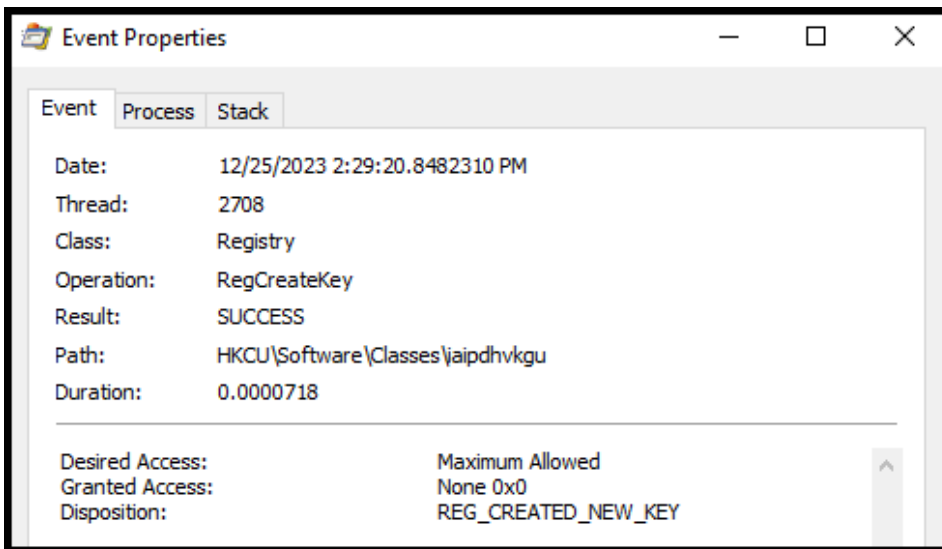 Event Properties
Event Process Stack
Date: 12/25/2023 2:29:20.8482310 PM
Thread: 2708
Class: Registry
Operation: RegCreateKey
Result: SUCCESS
Path: HKCU\Software\Classes\iaipdhvkgu
Duration: 0.0000718
Desired Access: Maximum Allowed
Granted Access: None 0x0
Disposition: REG_CREATED_NEW_KEY